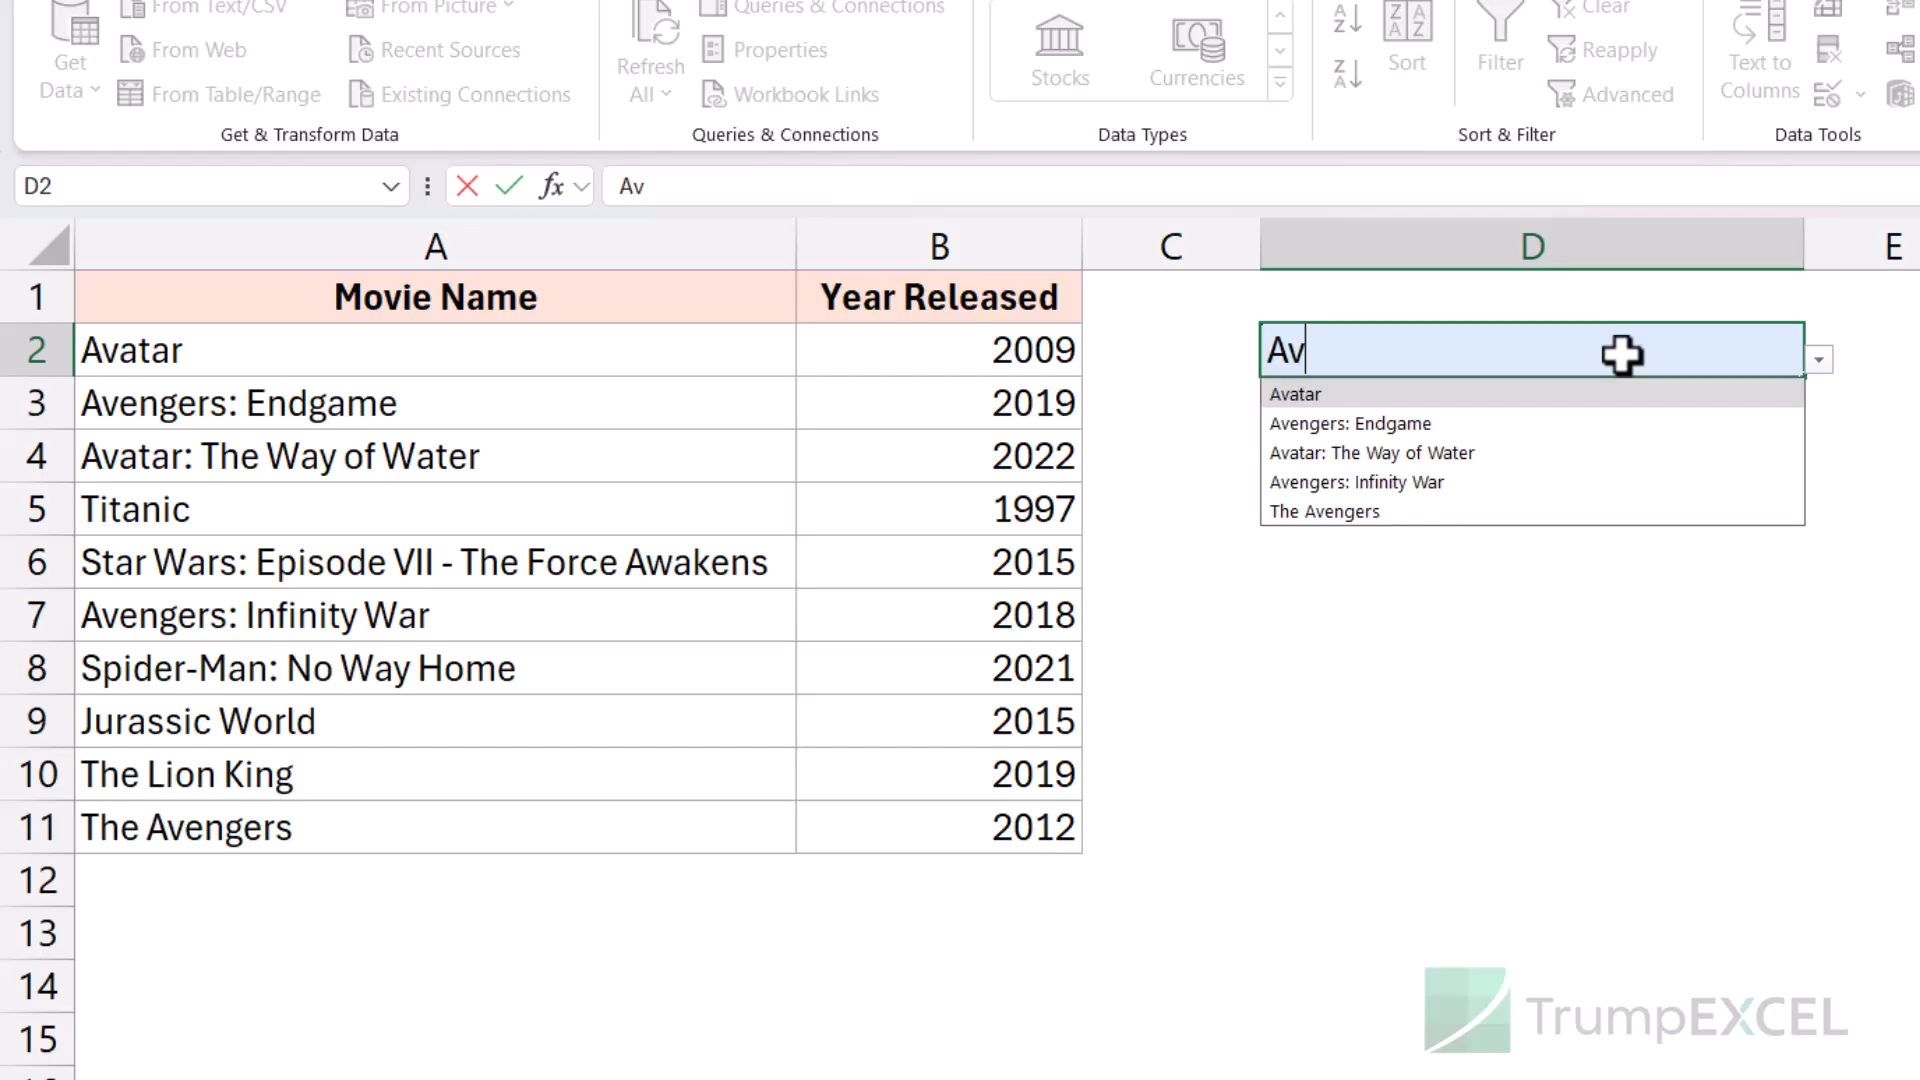 From Text/CSV From Picture Queries & Connections Clear
Get Data From Web Recent Sources Refresh All Properties Stocks Currencies Sort Filter Reapply Text to Columns
From Table/Range Existing Connections Workbook Links Advanced
Get & Transform Data Queries & Connections Data Types Sort & Filter Data Tools
D2 fx Av
A B C D E
1 Movie Name Year Released
2 Avatar 2009 Av
3 Avengers: Endgame 2019
4 Avatar: The Way of Water 2022
5 Titanic 1997
6 Star Wars: Episode VII - The Force Awakens 2015
7 Avengers: Infinity War 2018
8 Spider-Man: No Way Home 2021
9 Jurassic World 2015
10 The Lion King 2019
11 The Avengers 2012
12
13
14
15
Avatar
Avengers: Endgame
Avatar: The Way of Water
Avengers: Infinity War
The Avengers
TrumpEXCEL